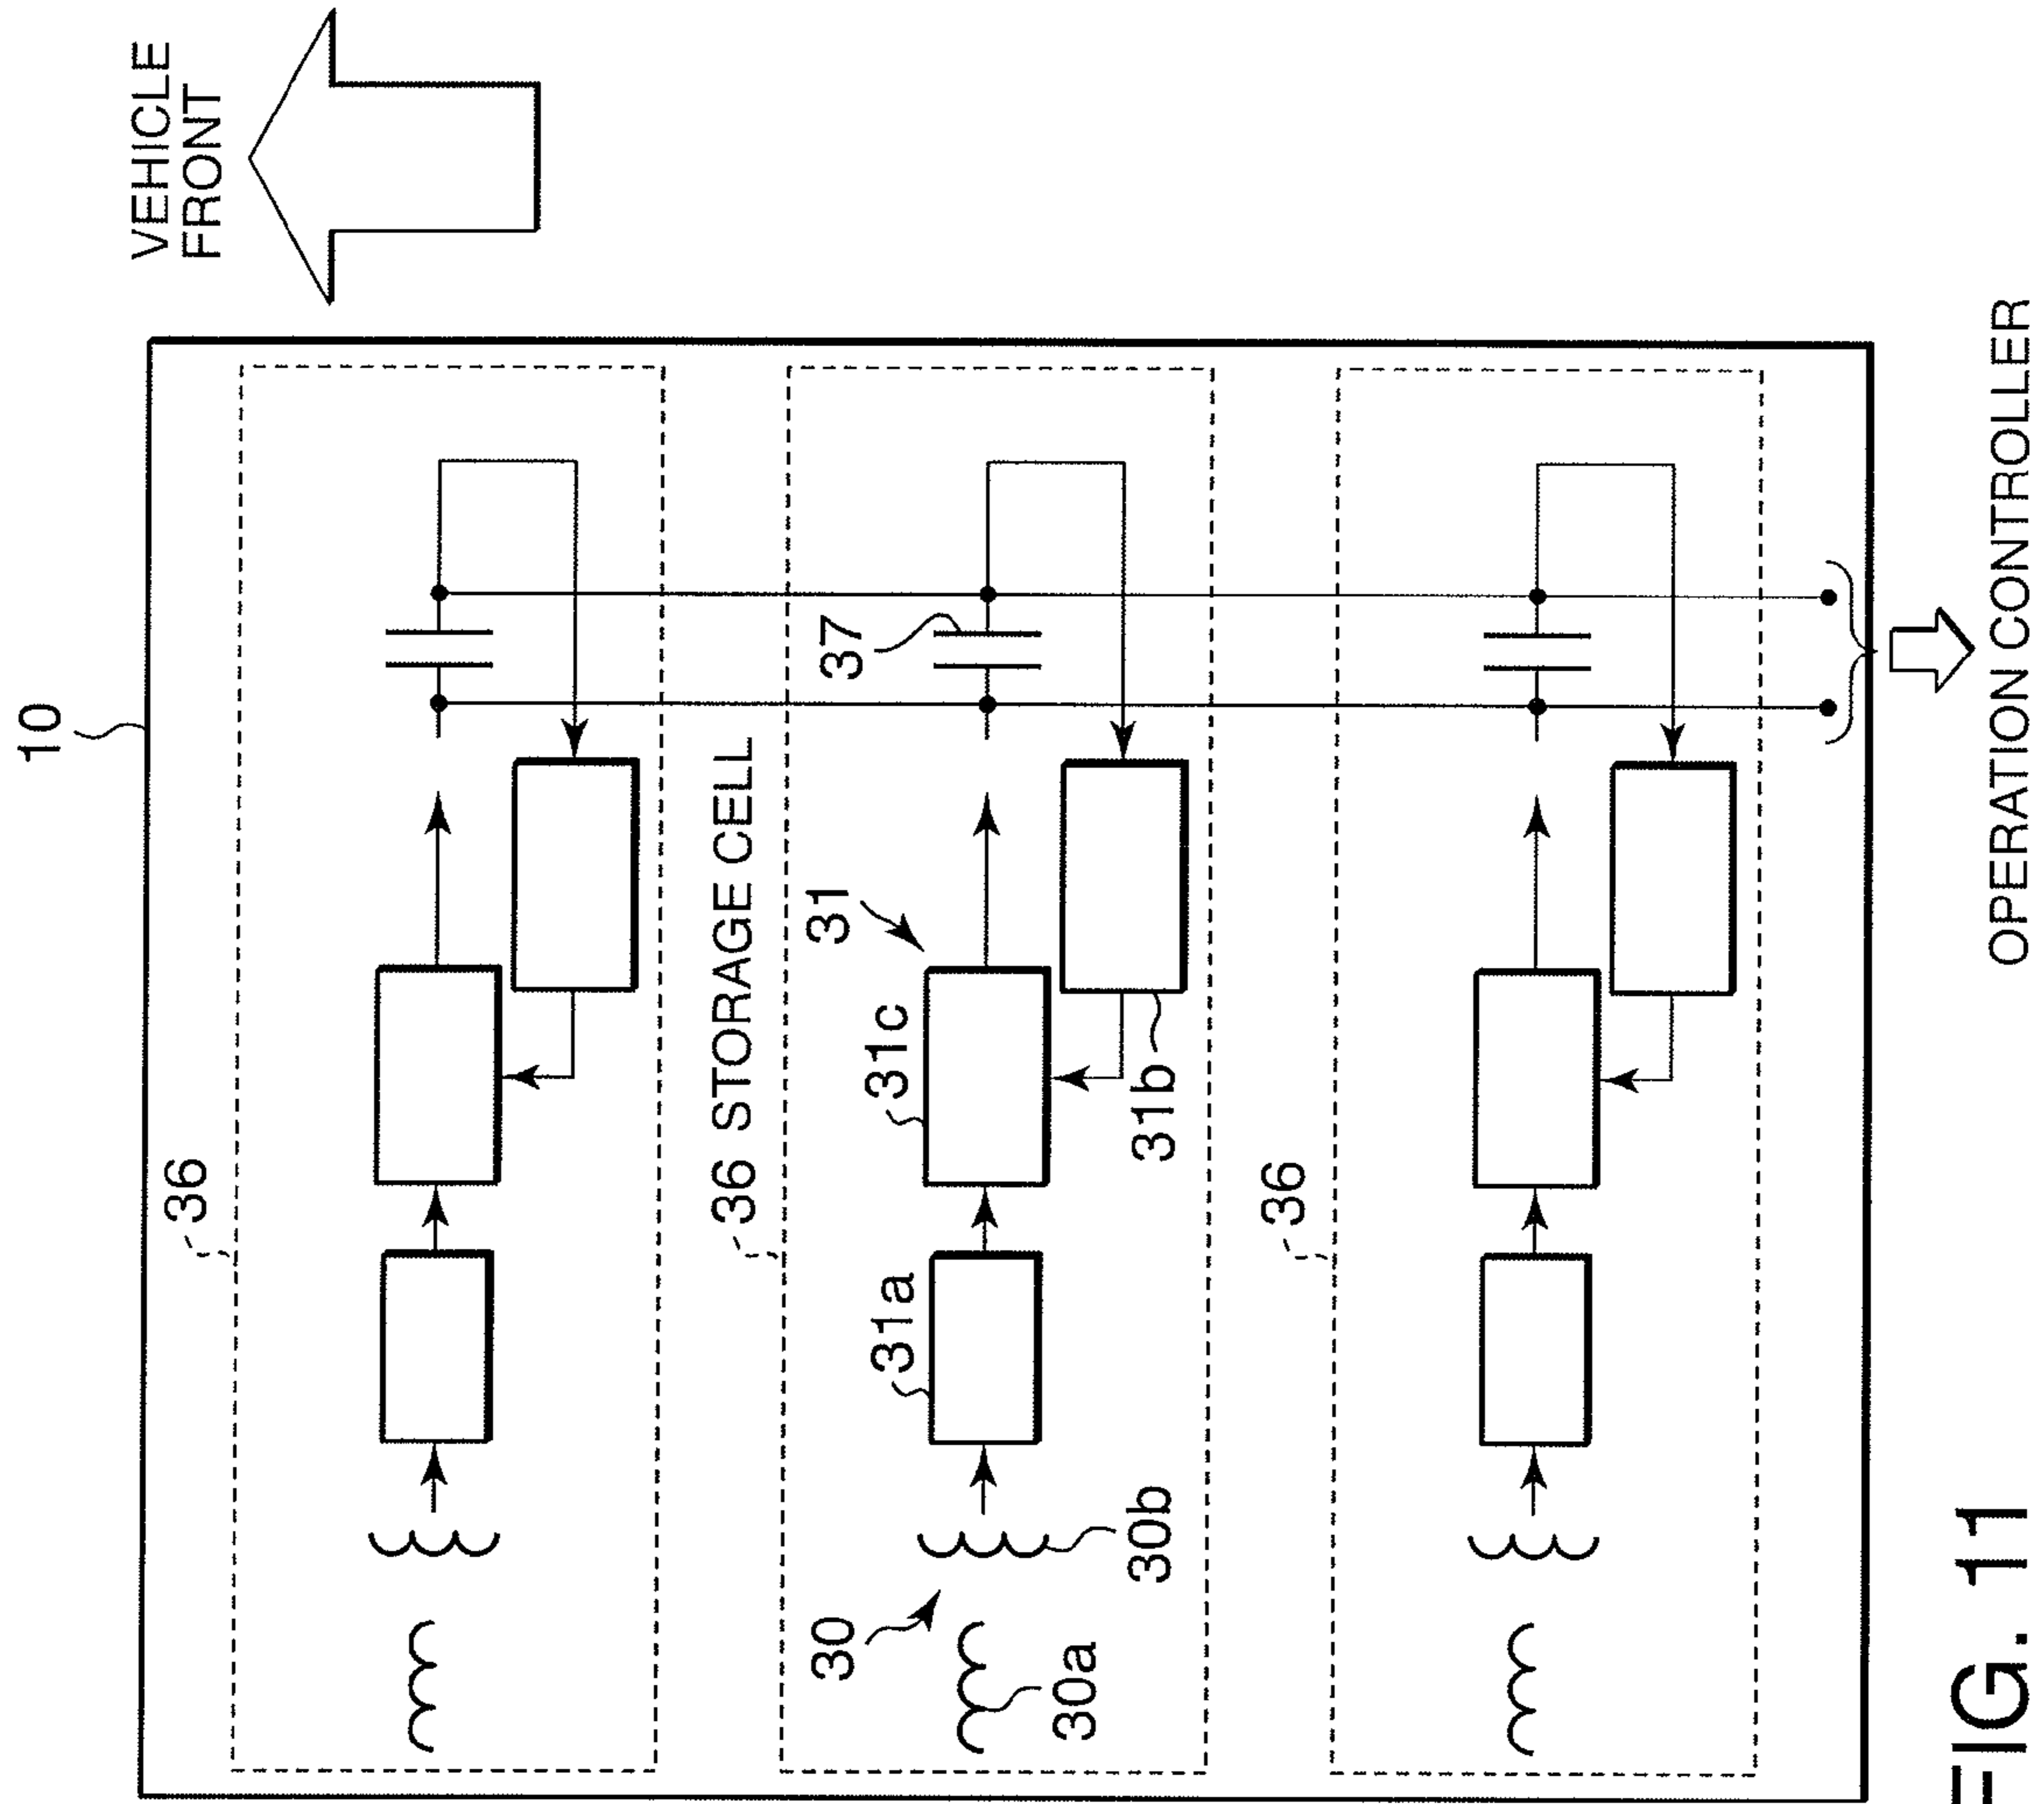 VEHICLE
FRONT
10
36
36 STORAGE CELL
37
31
31c
31b
31a
30
30b
30a
36
OPERATION CONTROLLER
FIG. 11